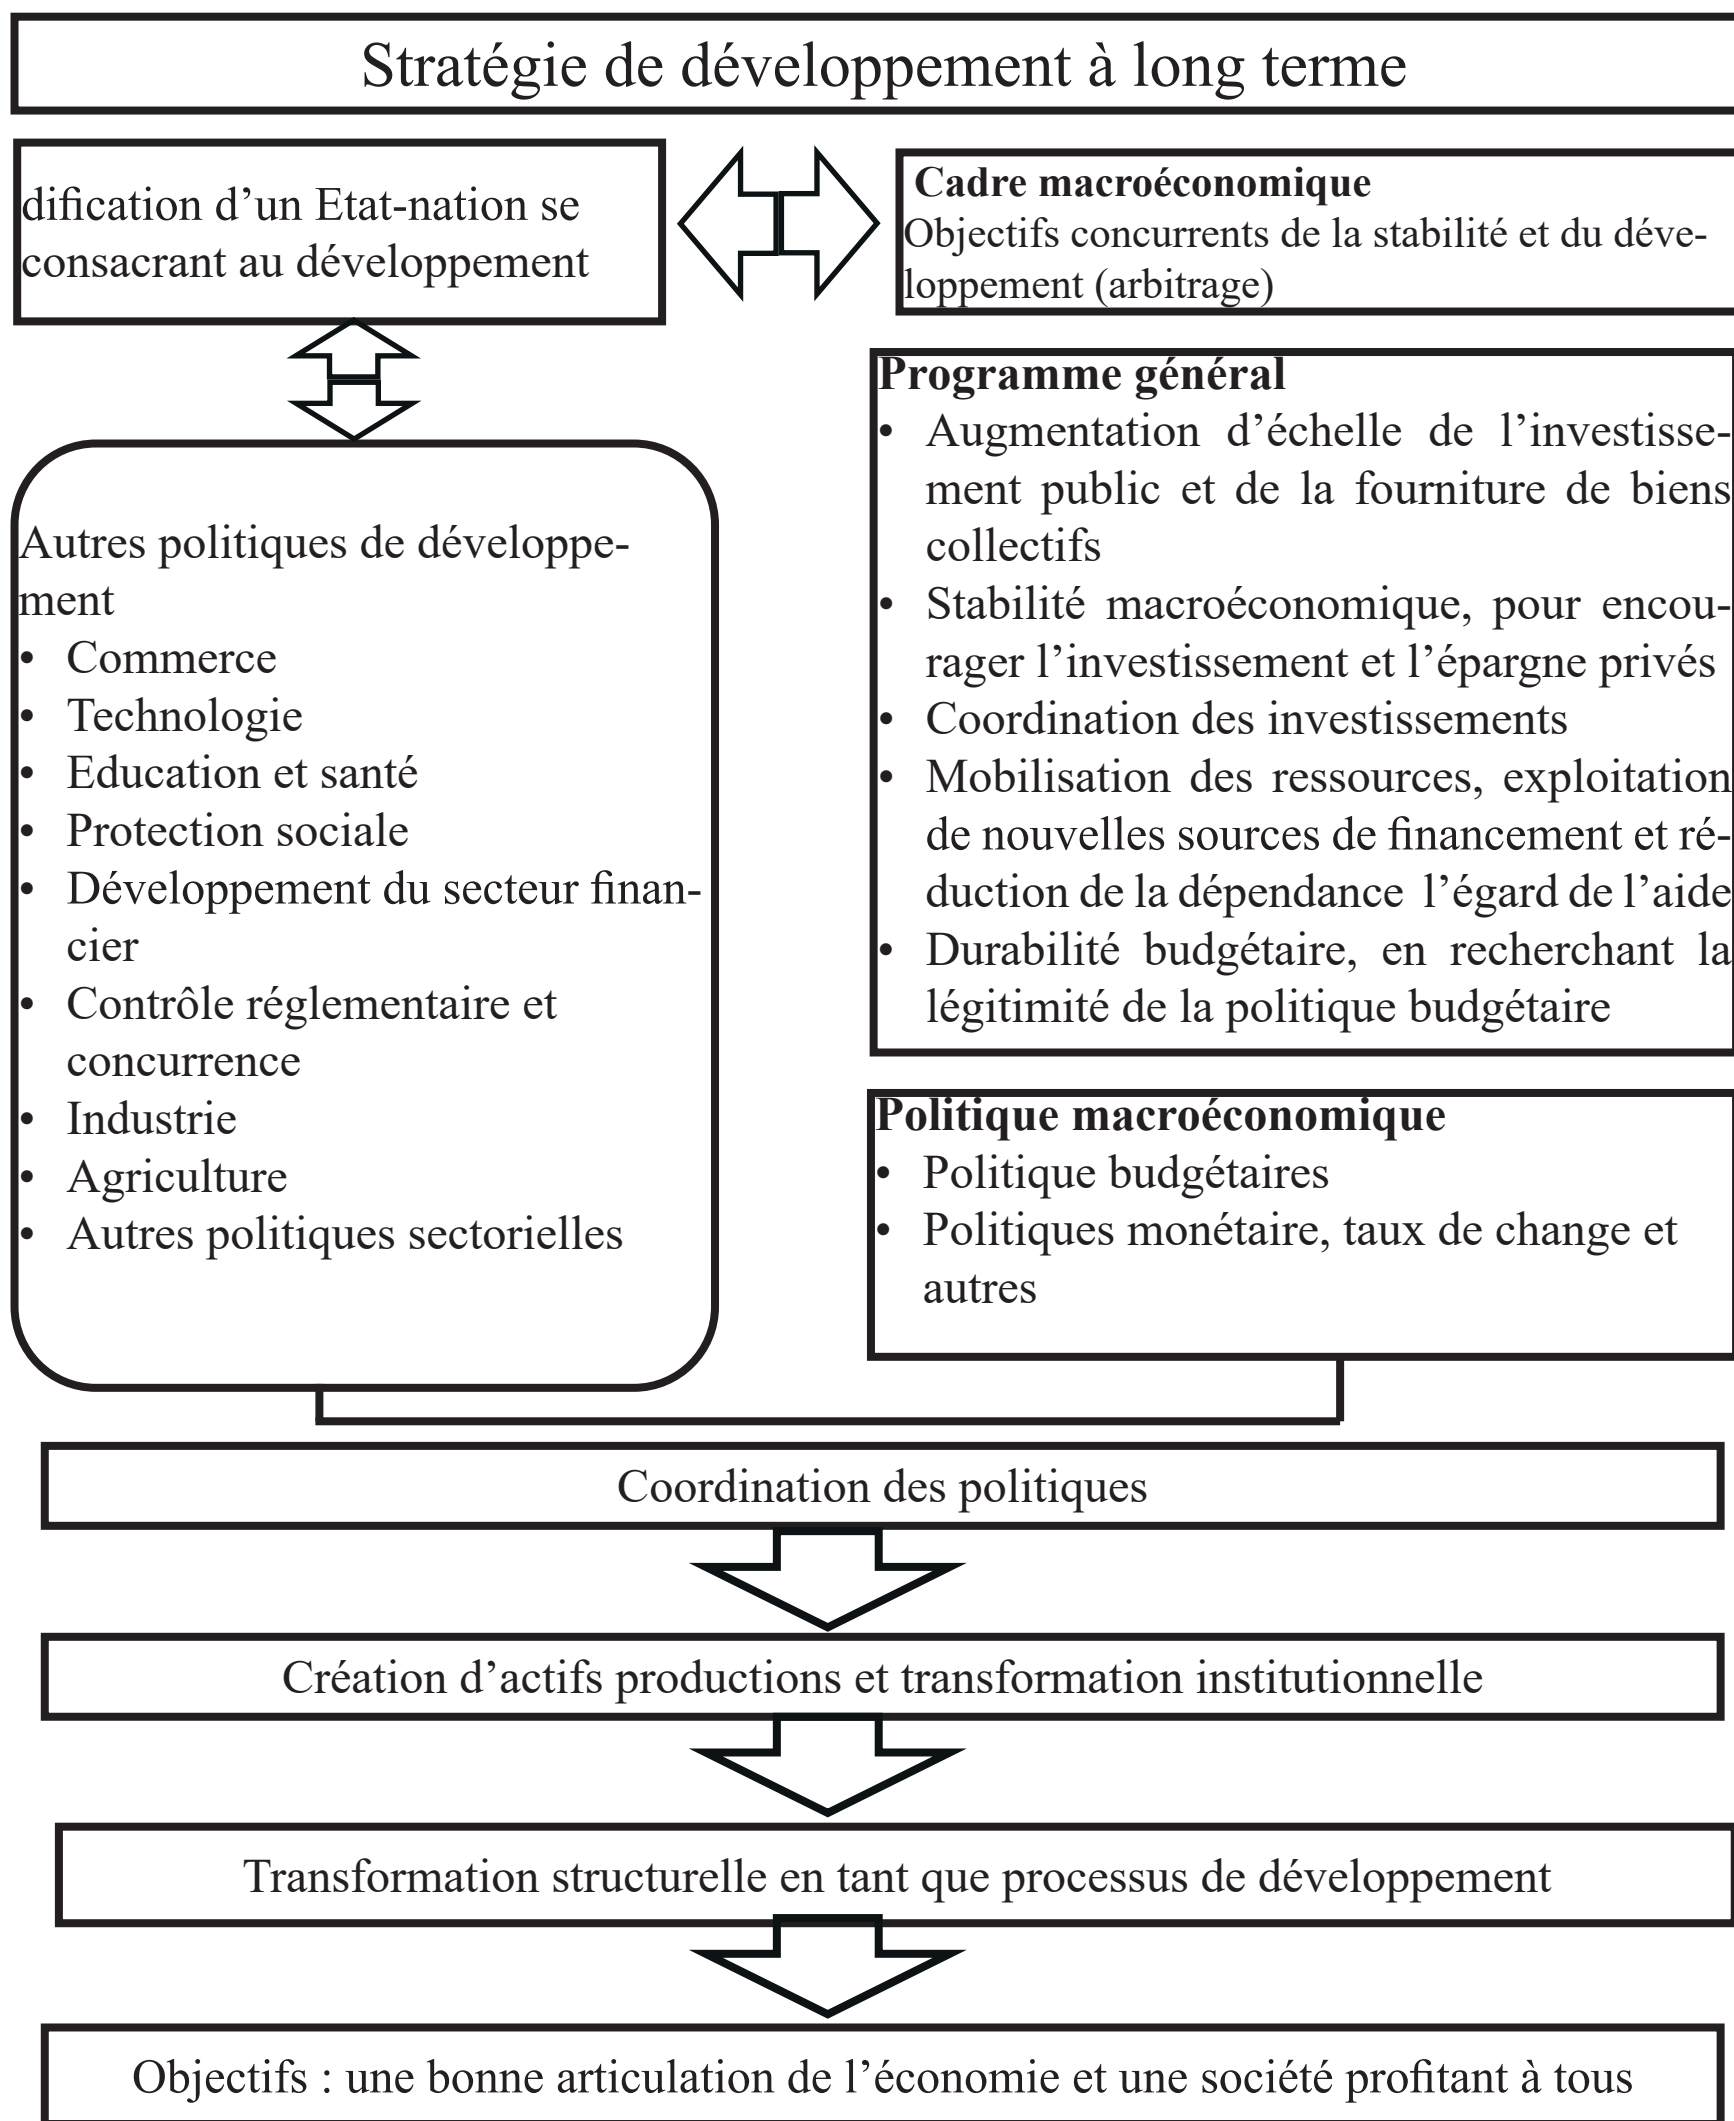 Stratégie de développement à long terme
dification d’un Etat-nation se
consacrant au développement
Cadre macroéconomique
Objectifs concurrents de la stabilité et du déve-
loppement (arbitrage)
Autres politiques de développe-
ment
• Commerce
• Technologie
• Education et santé
• Protection sociale
• Développement du secteur finan-
cier
• Contrôle réglementaire et
concurrence
• Industrie
• Agriculture
• Autres politiques sectorielles
Programme général
• Augmentation d’échelle de l’investisse-
ment public et de la fourniture de biens
collectifs
• Stabilité macroéconomique, pour encou-
rager l’investissement et l’épargne privés
• Coordination des investissements
• Mobilisation des ressources, exploitation
de nouvelles sources de financement et ré-
duction de la dépendance l’égard de l’aide
• Durabilité budgétaire, en recherchant la
légitimité de la politique budgétaire
Politique macroéconomique
• Politique budgétaires
• Politiques monétaire, taux de change et
autres
Coordination des politiques
Création d’actifs productions et transformation institutionnelle
Transformation structurelle en tant que processus de développement
Objectifs : une bonne articulation de l’économie et une société profitant à tous